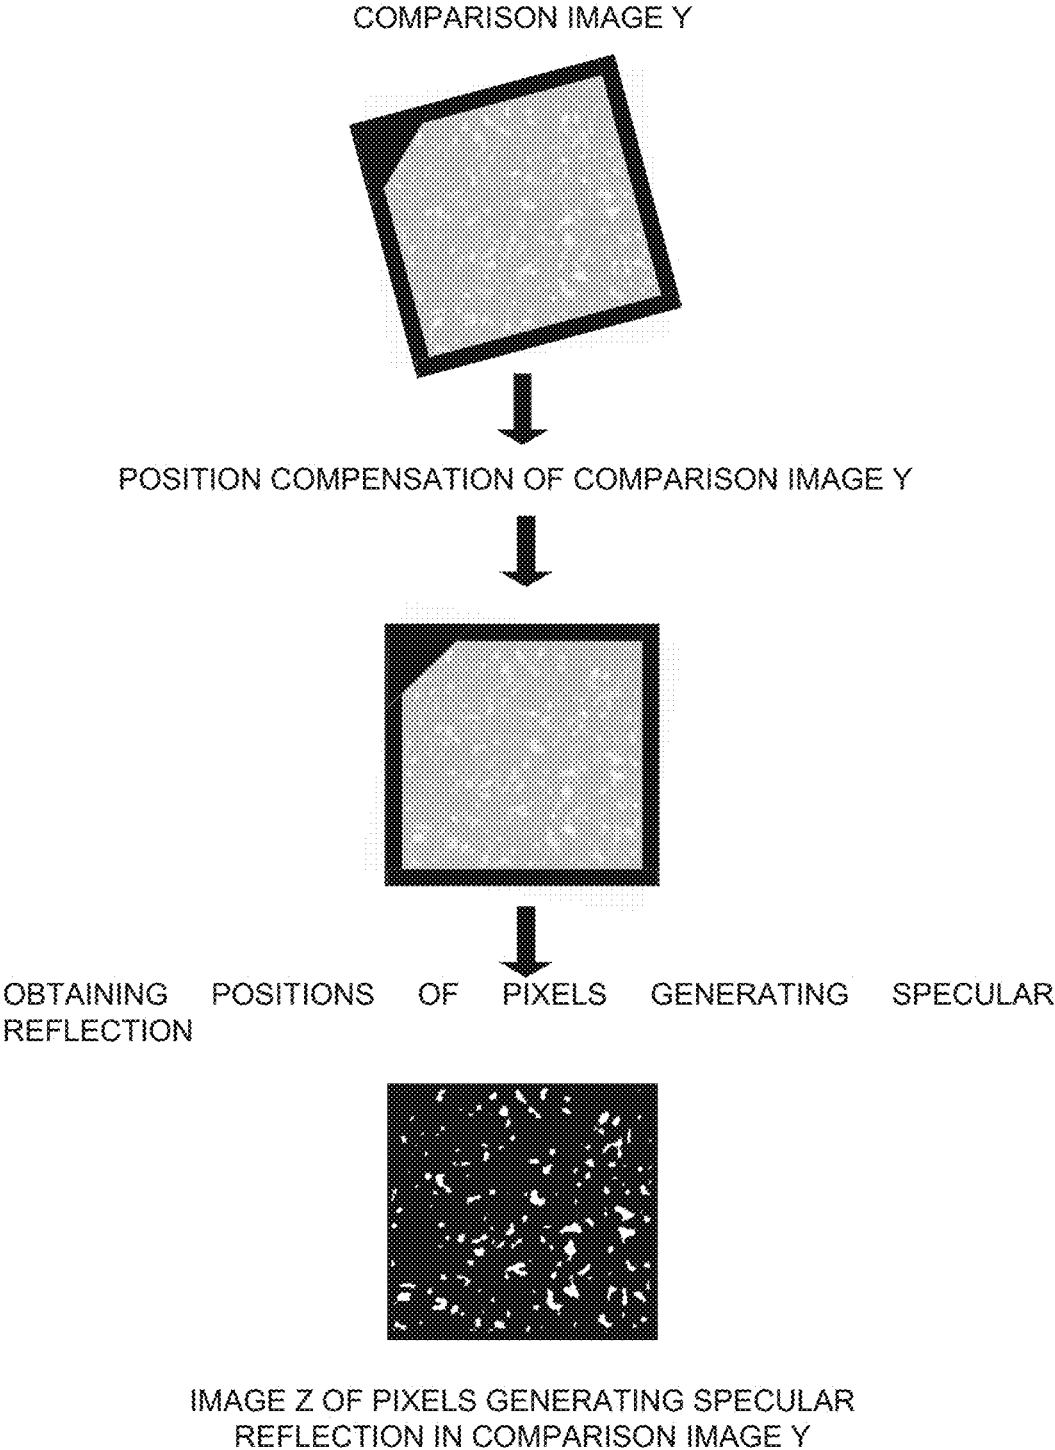 COMPARISON IMAGE Y
POSITION COMPENSATION OF COMPARISON IMAGE Y
OBTAINING POSITIONS OF PIXELS GENERATING SPECULAR
REFLECTION
IMAGE Z OF PIXELS GENERATING SPECULAR
REFLECTION IN COMPARISON IMAGE Y